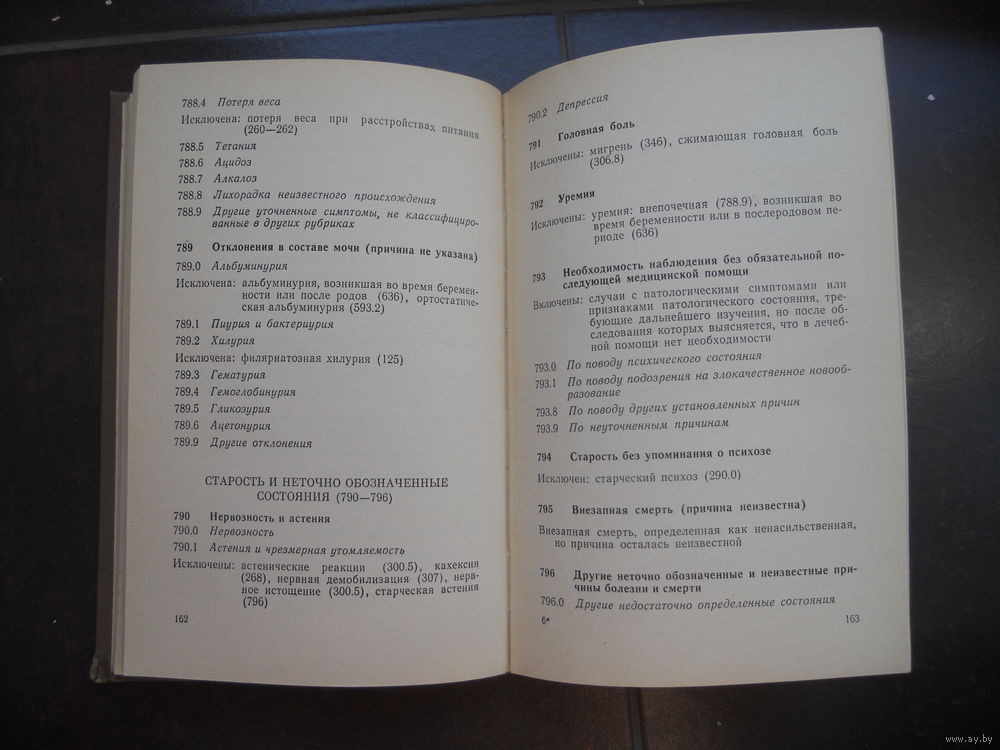 788.4 Потеря веса
Исключена: потеря веса при расстройствах питания
(260—262)
788.5 Тетания
788.6 Ацидоз
788.7 Алкалоз
788.8 Лихорадка неизвестного происхождения
788.9 Другие уточненные симптомы, не классифициро-
ванные в других рубриках
789 Отклонения в составе мочи (причина не указана)
789.0 Альбуминурия
Исключена: альбуминурия, возникшая во время беремен-
ности или после родов (636), ортостатиче-
ская альбуминурия (593.2)
789.1 Пиурия и бактериурия
789.2 Хилурия
Исключена: филяриатозная хилурия (125)
789.3 Гематурия
789.4 Гемоглобинурия
789.5 Гликозурия
789.6 Ацетонурия
789.9 Другие отклонения
СТАРОСТЬ И НЕТОЧНО ОБОЗНАЧЕННЫЕ
СОСТОЯНИЯ (790—796)
790 Нервозность и астения
790.0 Нервозность
790.1 Астения и чрезмерная утомляемость
Исключены: астенические реакции (300.5), кахексия
(268), нервная демобилизация (307), нерв-
ное истощение (300.5), старческая астения
(796)
162
790.2 Депрессия
791 Головная боль
Исключены: мигрень (346), сжимающая головная боль
(306.8)
792 Уремия
Исключены: уремия: внепочечная (788.9), возникшая во
время беременности или в послеродовом пе-
риоде (636)
793 Необходимость наблюдения без обязательной по-
следующей медицинской помощи
Включены: случаи с патологическими симптомами или
признаками патологического состояния, тре-
бующие дальнейшего изучения, но после об-
следования которых выясняется, что в лечеб-
ной помощи нет необходимости
793.0 По поводу психического состояния
793.1 По поводу подозрения на злокачественное новооб-
разование
793.8 По поводу других установленных причин
793.9 По неуточненным причинам
794 Старость без упоминания о психозе
Исключен: старческий психоз (290.0)
795 Внезапная смерть (причина неизвестна)
Внезапная смерть, определенная как ненасильственная,
но причина осталась неизвестной
796 Другие неточно обозначенные и неизвестные при-
чины болезни и смерти
796.0 Другие недостаточно определенные состояния
6* 163
www.ay.by